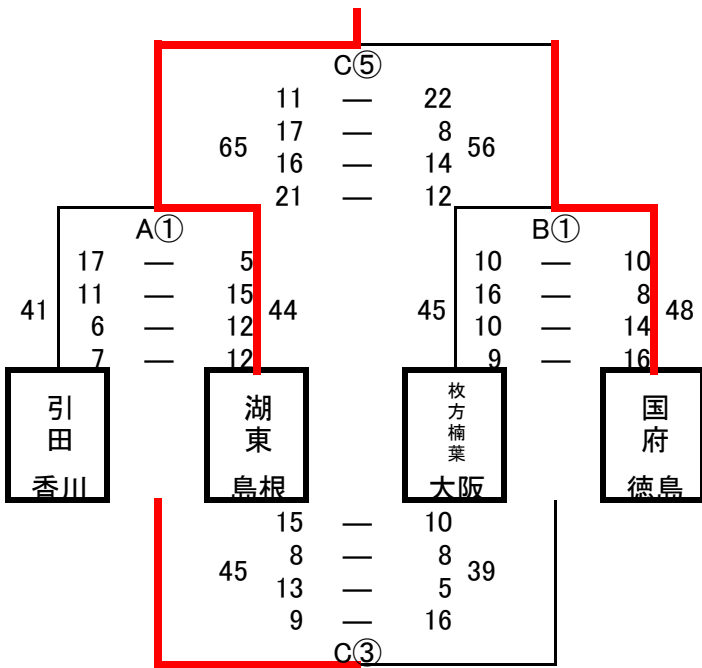 C⑤
11 — 22
17 — 8
65 56
16 — 14
21 — 12
A① B①
17 — 5 10 — 10
11 — 15 16 — 8
41 44 45 48
6 — 12 10 — 14
7 — 12 9 — 16
引田 湖東 枚方楠葉 国府
香川 島根 大阪 徳島
15 — 10
8 — 8
45 39
13 — 5
9 — 16
C③